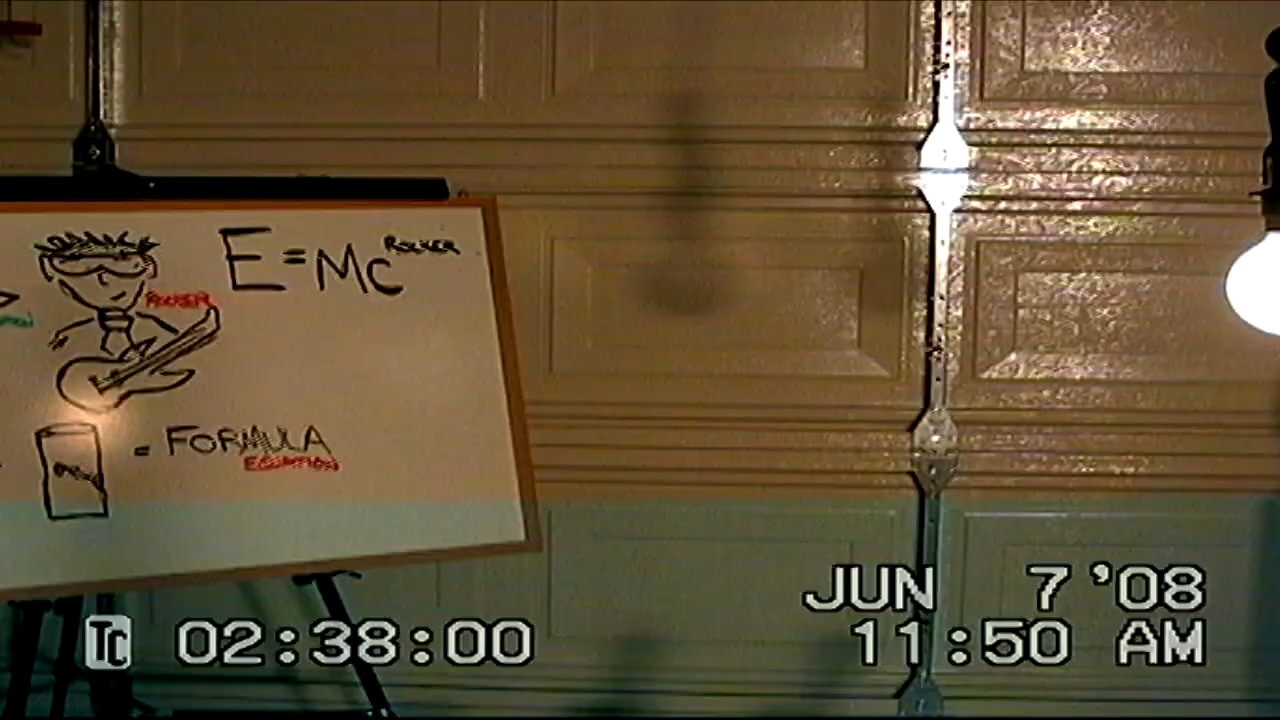 E=MC ROCKER
ROCKER
= FORMULA
EQUATION
JUN 7 '08
TC 02:38:00 11:50 AM